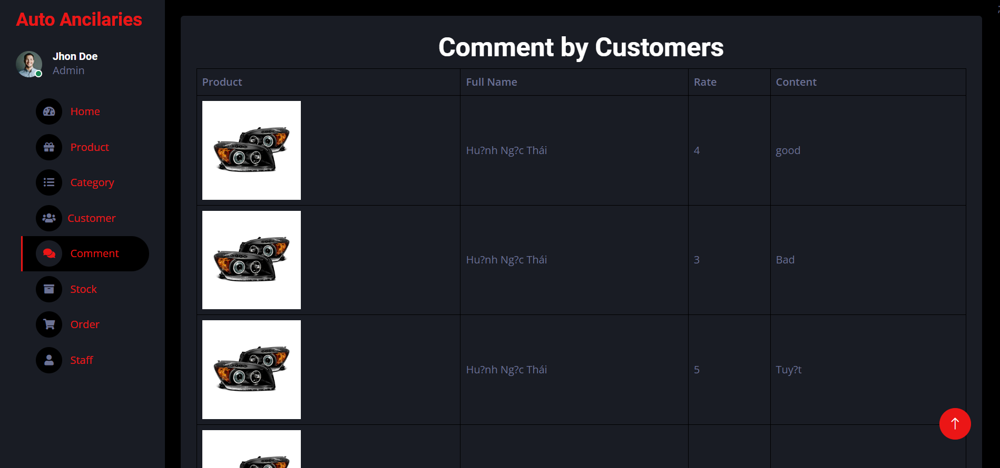 Auto Ancilaries
Jhon Doe
Admin
Home
Product
Category
Customer
Comment
Stock
Order
Staff
Comment by Customers
Product Full Name Rate Content
Hu?nh Ng?c Thái 4 good
Hu?nh Ng?c Thái 3 Bad
Hu?nh Ng?c Thái 5 Tuy?t